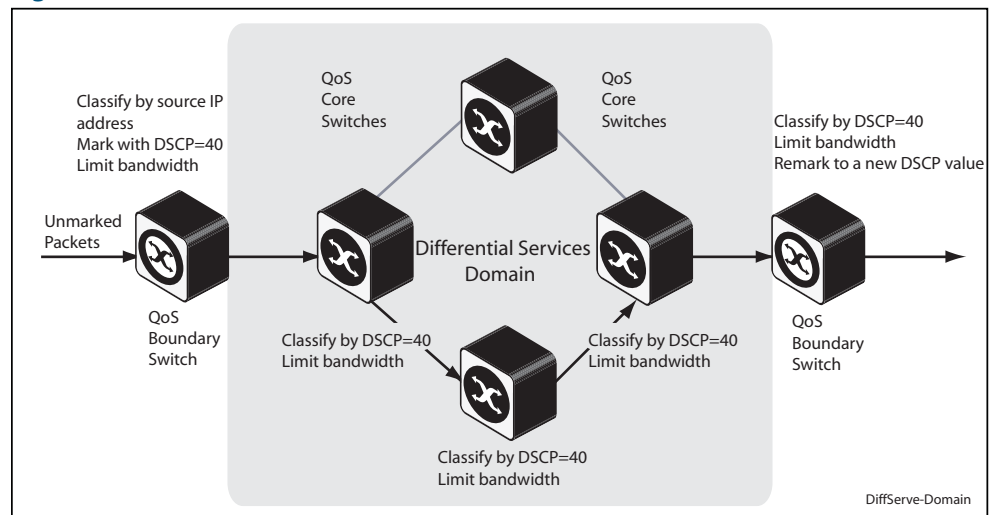 QoS
Core
Switches
QoS
Core
Switches
Classify by source IP
address
Mark with DSCP=40
Limit bandwidth
Classify by DSCP=40
Limit bandwidth
Remark to a new DSCP value
Unmarked
Packets
Differential Services
Domain
QoS
Boundary
Switch
Classify by DSCP=40
Limit bandwidth
Classify by DSCP=40
Limit bandwidth
QoS
Boundary
Switch
Classify by DSCP=40
Limit bandwidth
DiffServe-Domain